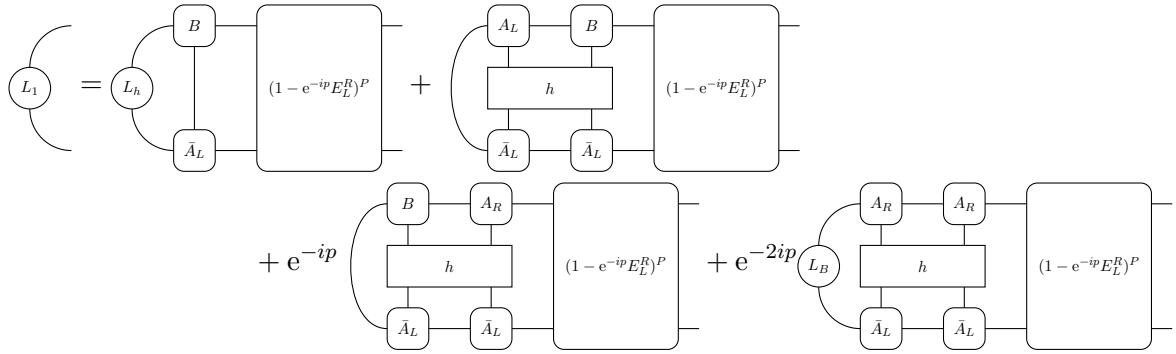 B A_L B
L_1 = L_h (1 − e^{−ip}E_L^R)^P + h (1 − e^{−ip}E_L^R)^P
Ā_L Ā_L Ā_L
B A_R A_R A_R
+ e^{−ip} h (1 − e^{−ip}E_L^R)^P + e^{−2ip} L_B h (1 − e^{−ip}E_L^R)^P
Ā_L Ā_L Ā_L Ā_L